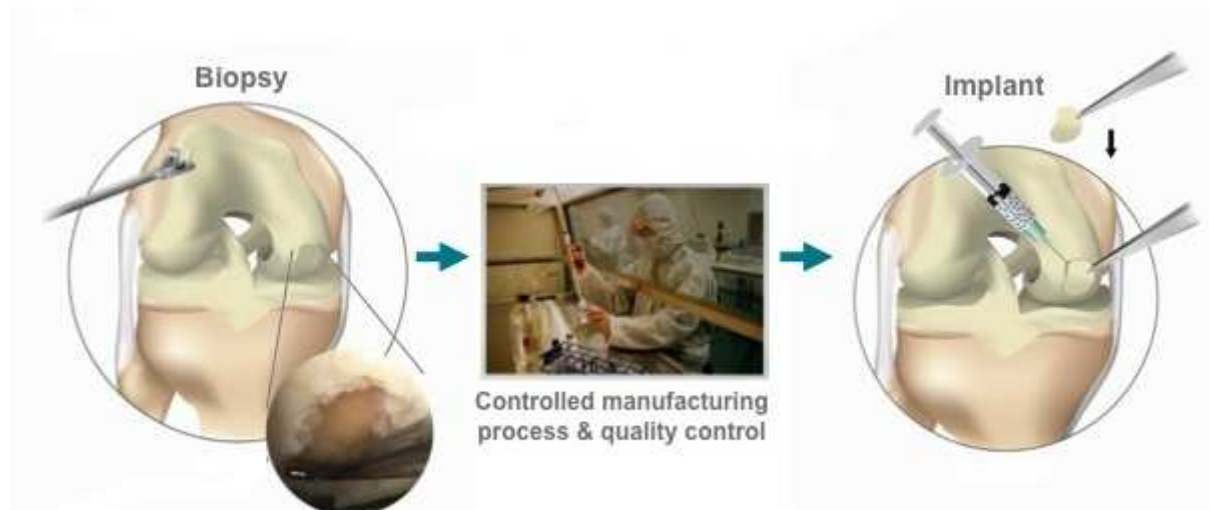 Biopsy
Implant
Controlled manufacturing
process & quality control